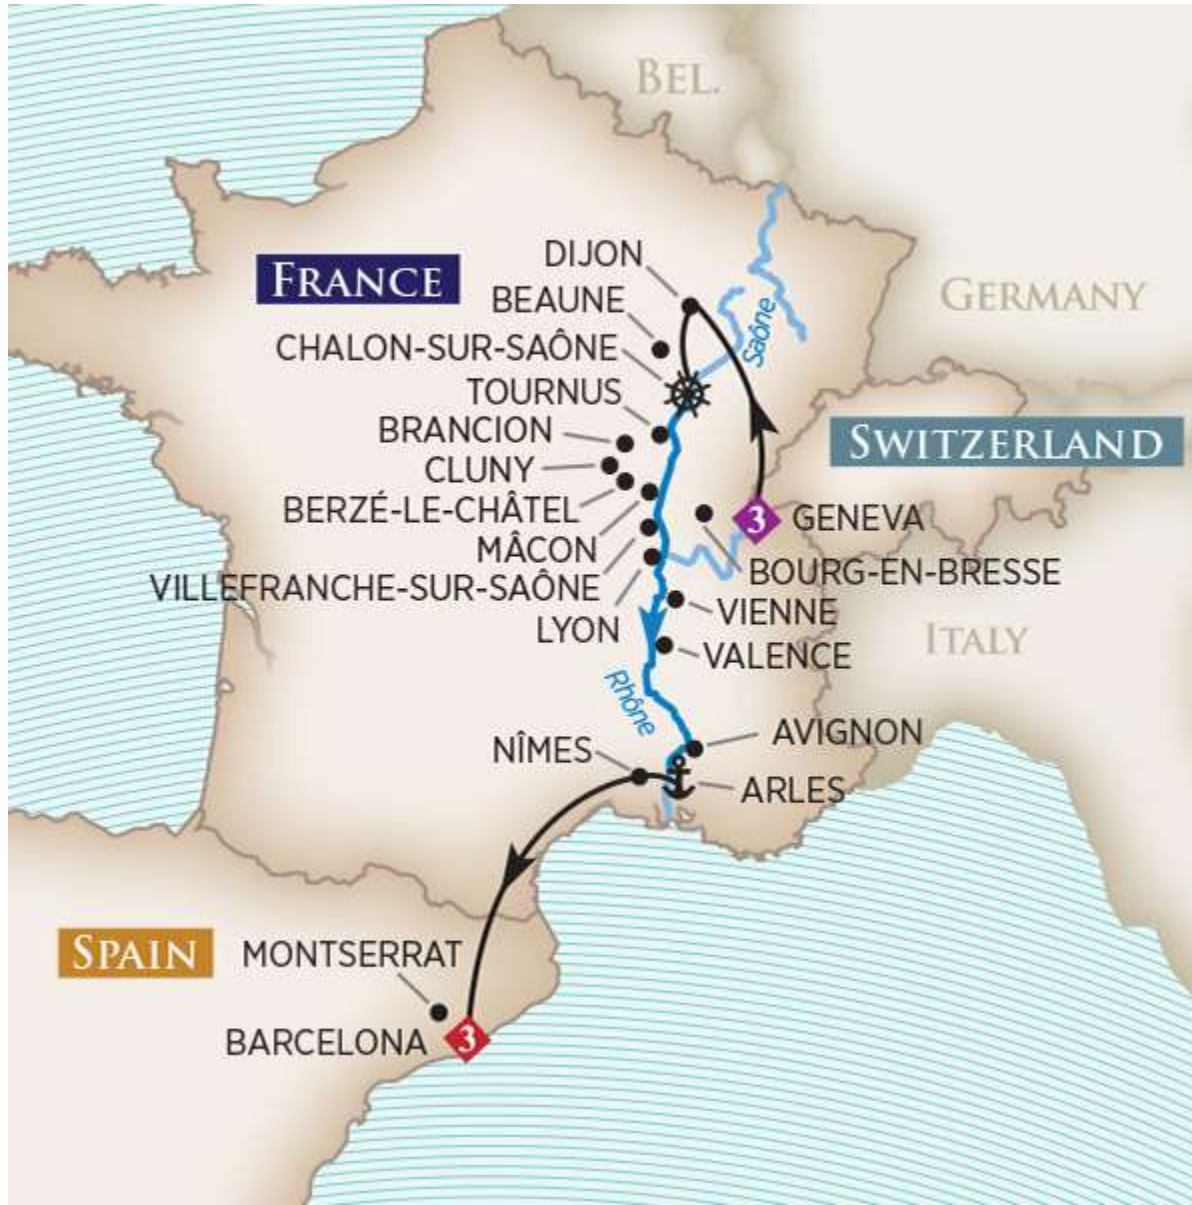 BEL.
DIJON
FRANCE
GERMANY
BEAUNE
Saône
CHALON-SUR-SAÔNE
TOURNUS
BRANCION
SWITZERLAND
CLUNY
BERZÉ-LE-CHÂTEL
3
GENEVA
MÂCON
BOURG-EN-BRESSE
VILLEFRANCHE-SUR-SAÔNE
VIENNE
LYON
ITALY
VALENCE
Rhône
AVIGNON
NÎMES
ARLES
SPAIN
MONTSERRAT
BARCELONA
3